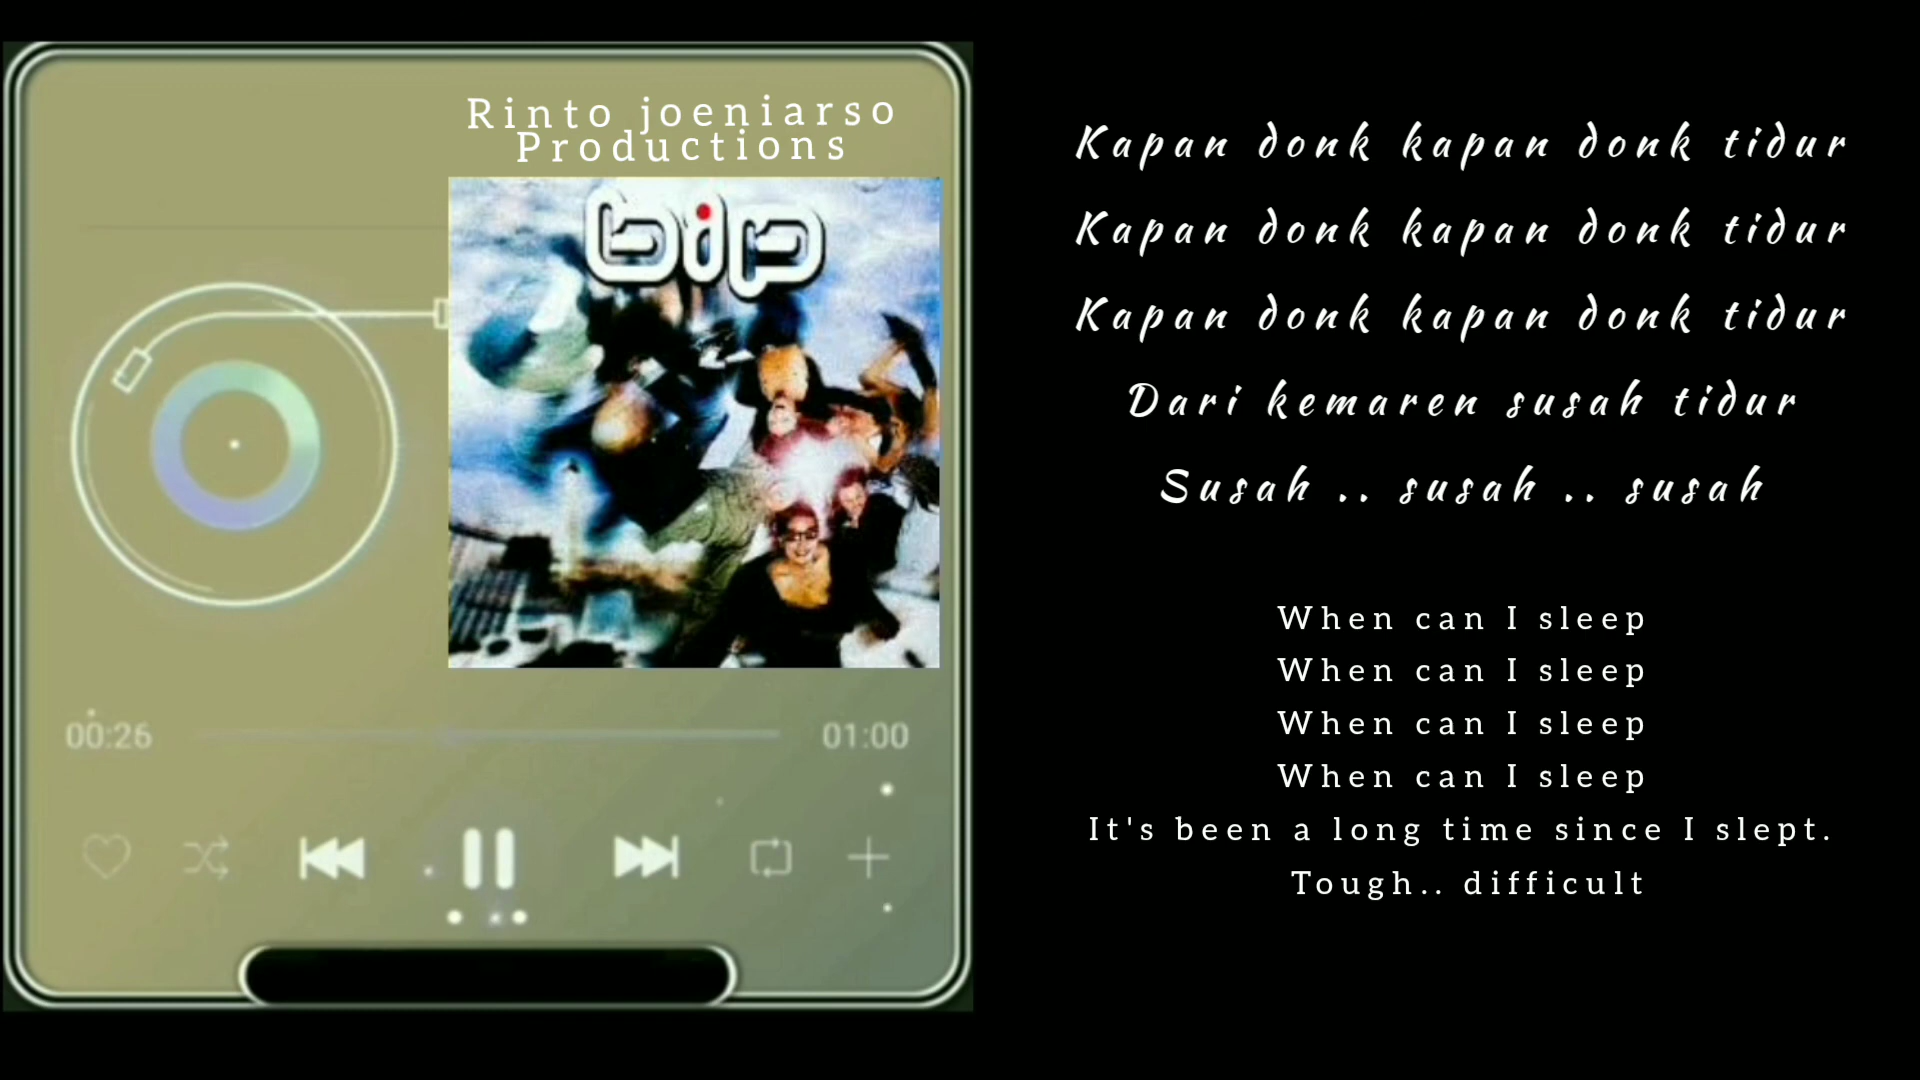 Rinto joeniarso
Productions
bip
00:26
01:00
Kapan donk kapan donk tidur
Kapan donk kapan donk tidur
Kapan donk kapan donk tidur
Dari kemaren susah tidur
Susah .. susah .. susah
When can I sleep
When can I sleep
When can I sleep
When can I sleep
It's been a long time since I slept.
Tough.. difficult